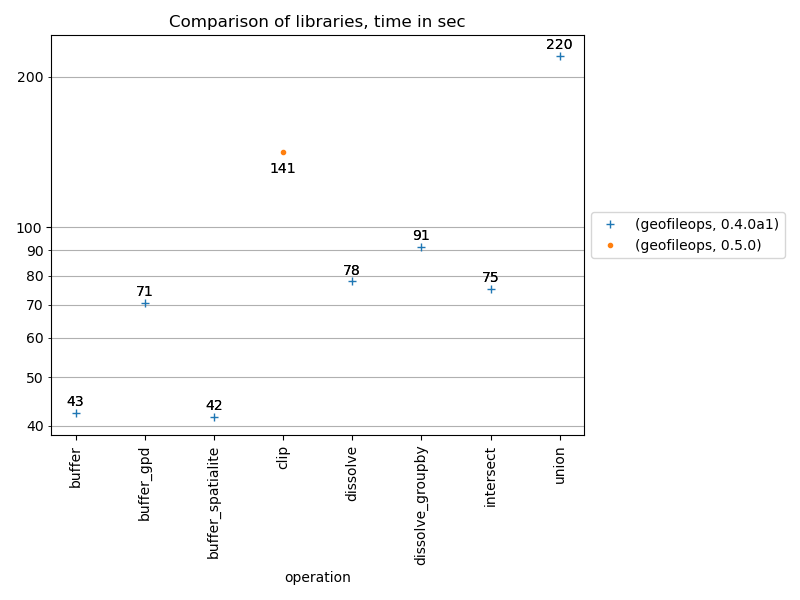 Comparison of libraries, time in sec
220
200
141
100
91
90
80
78
75
71
70
60
50
43
42
40
(geofileops, 0.4.0a1)
(geofileops, 0.5.0)
buffer
buffer_gpd
buffer_spatialite
clip
dissolve
dissolve_groupby
intersect
union
operation